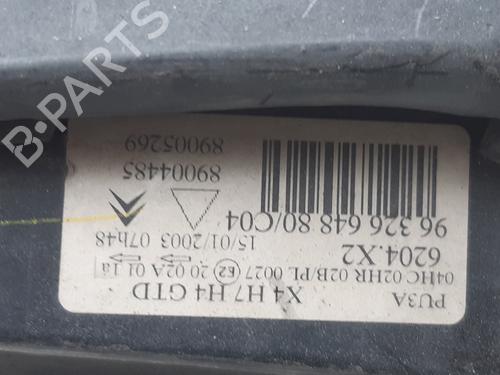 B-PARTS
PU3A X4 H7 H4 GTD
04HC 02HR 02B/PL 0027 E2 20 02A 01 1a
6204.X2 15/01/2003 07h48
96 326 648 80/C04
89004485
89005269